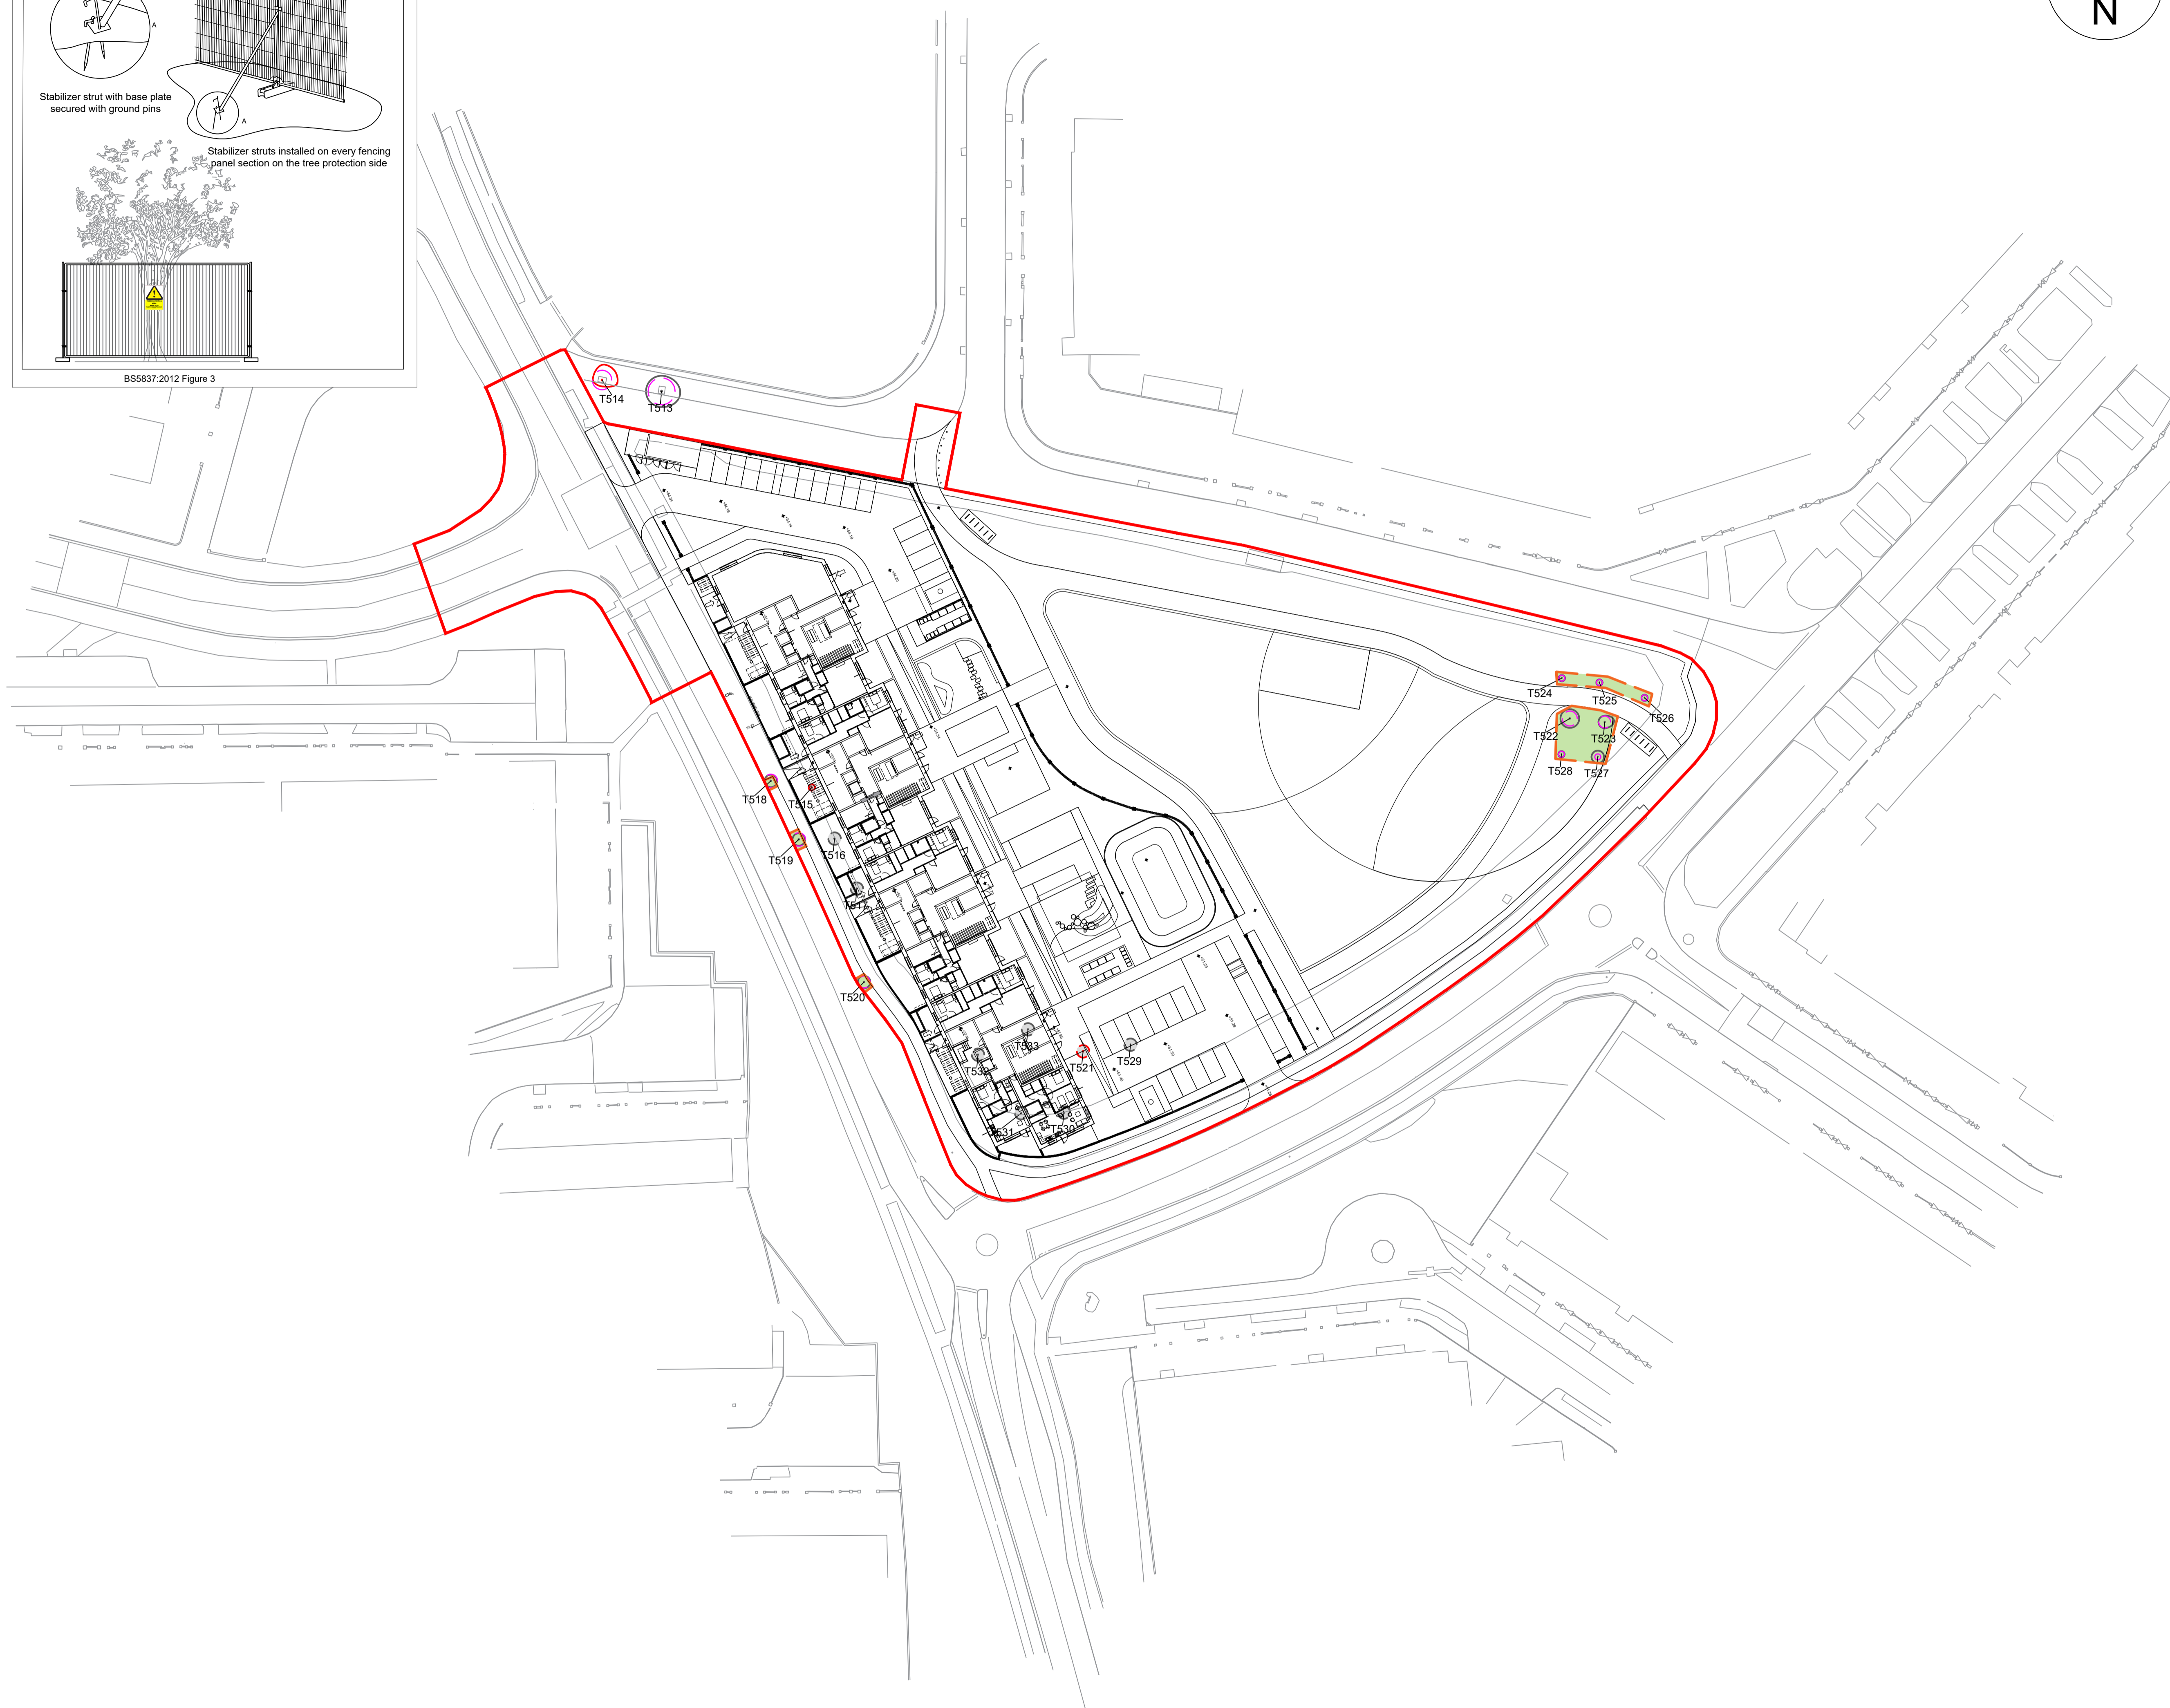 N
A
Stabilizer strut with base plate
secured with ground pins
A
Stabilizer struts installed on every fencing
panel section on the tree protection side
BS5837:2012 Figure 3
T514
T513
T524
T525
T526
T522
T523
T528
T527
T518
T515
T519
T516
T517
T520
T533
T532
T521
T529
T531
T530